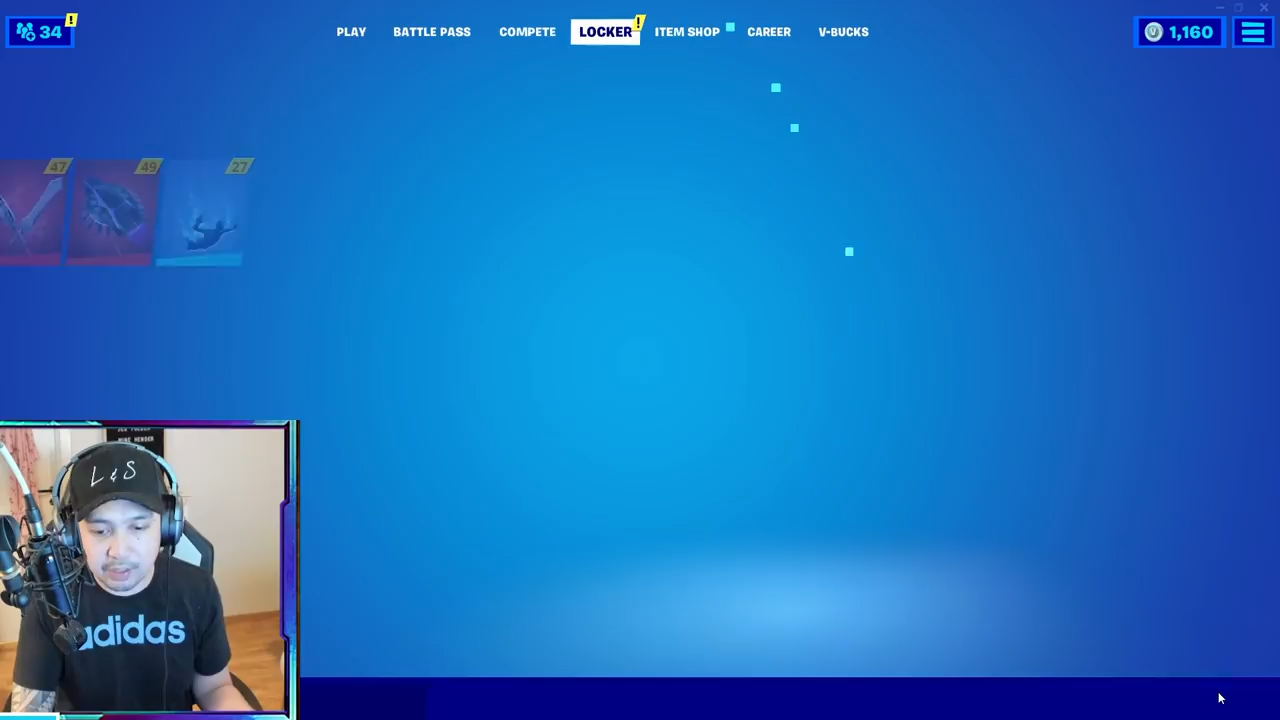 34
!
PLAY
BATTLE PASS
COMPETE
LOCKER
!
ITEM SHOP
CAREER
V-BUCKS
1,160
47
49
27
L & S
adidas